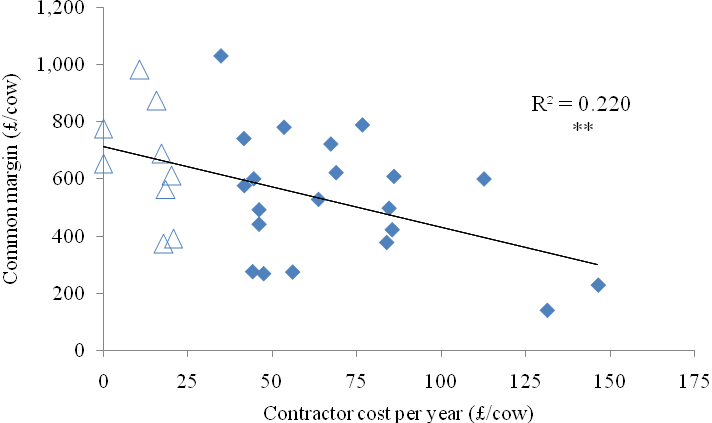 1,200
1,000
800
600
400
200
0
Common margin (£/cow)
R² = 0.220
**
0 25 50 75 100 125 150 175
Contractor cost per year (£/cow)